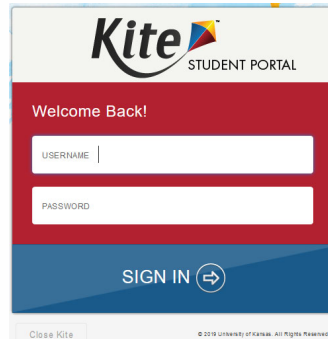 Kite
STUDENT PORTAL
Welcome Back!
USERNAME
PASSWORD
SIGN IN
Close Kite
© 2019 University of Kansas. All Rights Reserved.